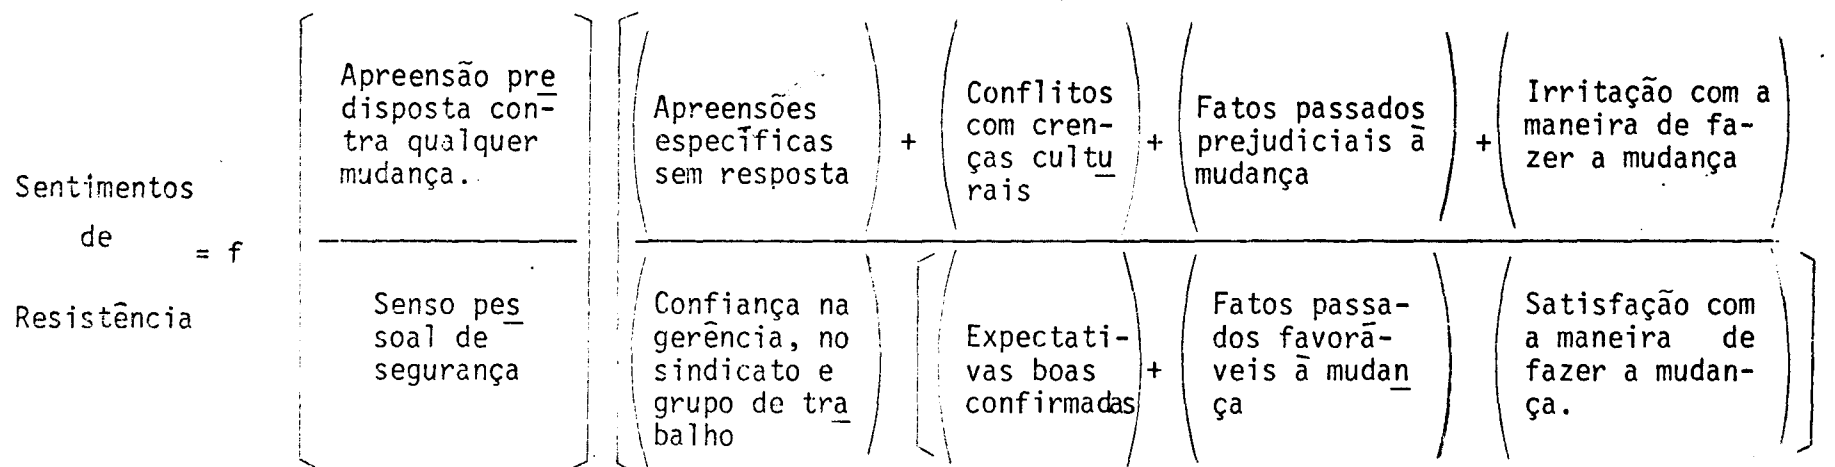 Sentimentos
de
= f
Resistência
Apreensão pre
disposta con-
tra qualquer
mudança.
Senso pes
soal de
segurança
Apreensões
específicas
sem resposta
+
Conflitos
com cren-
ças cultu
rais
+
Fatos passados
prejudiciais à
mudança
+
Irritação com a
maneira de fa-
zer a mudança
Confiança na
gerência, no
sindicato e
grupo de tra
balho
Expectati-
vas boas
confirmadas
+
Fatos passa-
dos favorá-
veis à mudan
ça
Satisfação com
a maneira de
fazer a mudan-
ça.